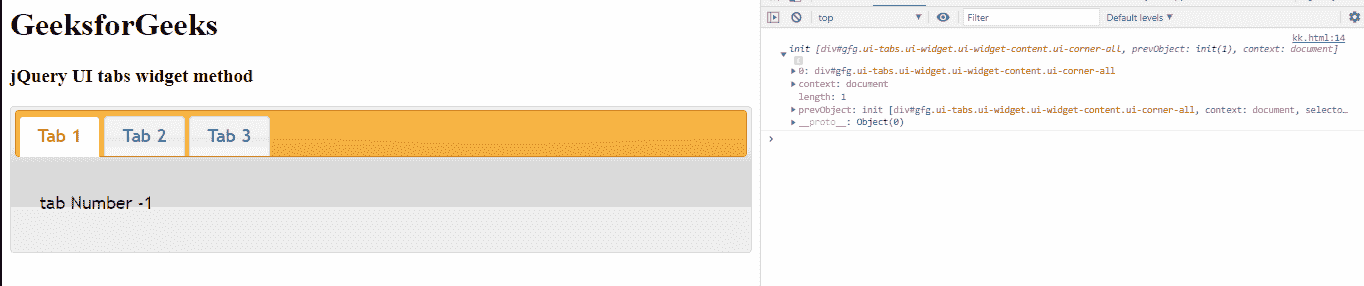 GeeksforGeeks
jQuery UI tabs widget method
Tab 1 Tab 2 Tab 3
tab Number -1
top Filter Default levels
kk.html:14
init [div#gfg.ui-tabs.ui-widget.ui-widget-content.ui-corner-all, prevObject: init(1), context: document]
0: div#gfg.ui-tabs.ui-widget.ui-widget-content.ui-corner-all
context: document
length: 1
prevObject: init [div#gfg.ui-tabs.ui-widget.ui-widget-content.ui-corner-all, context: document, selecto…
__proto__: Object(0)